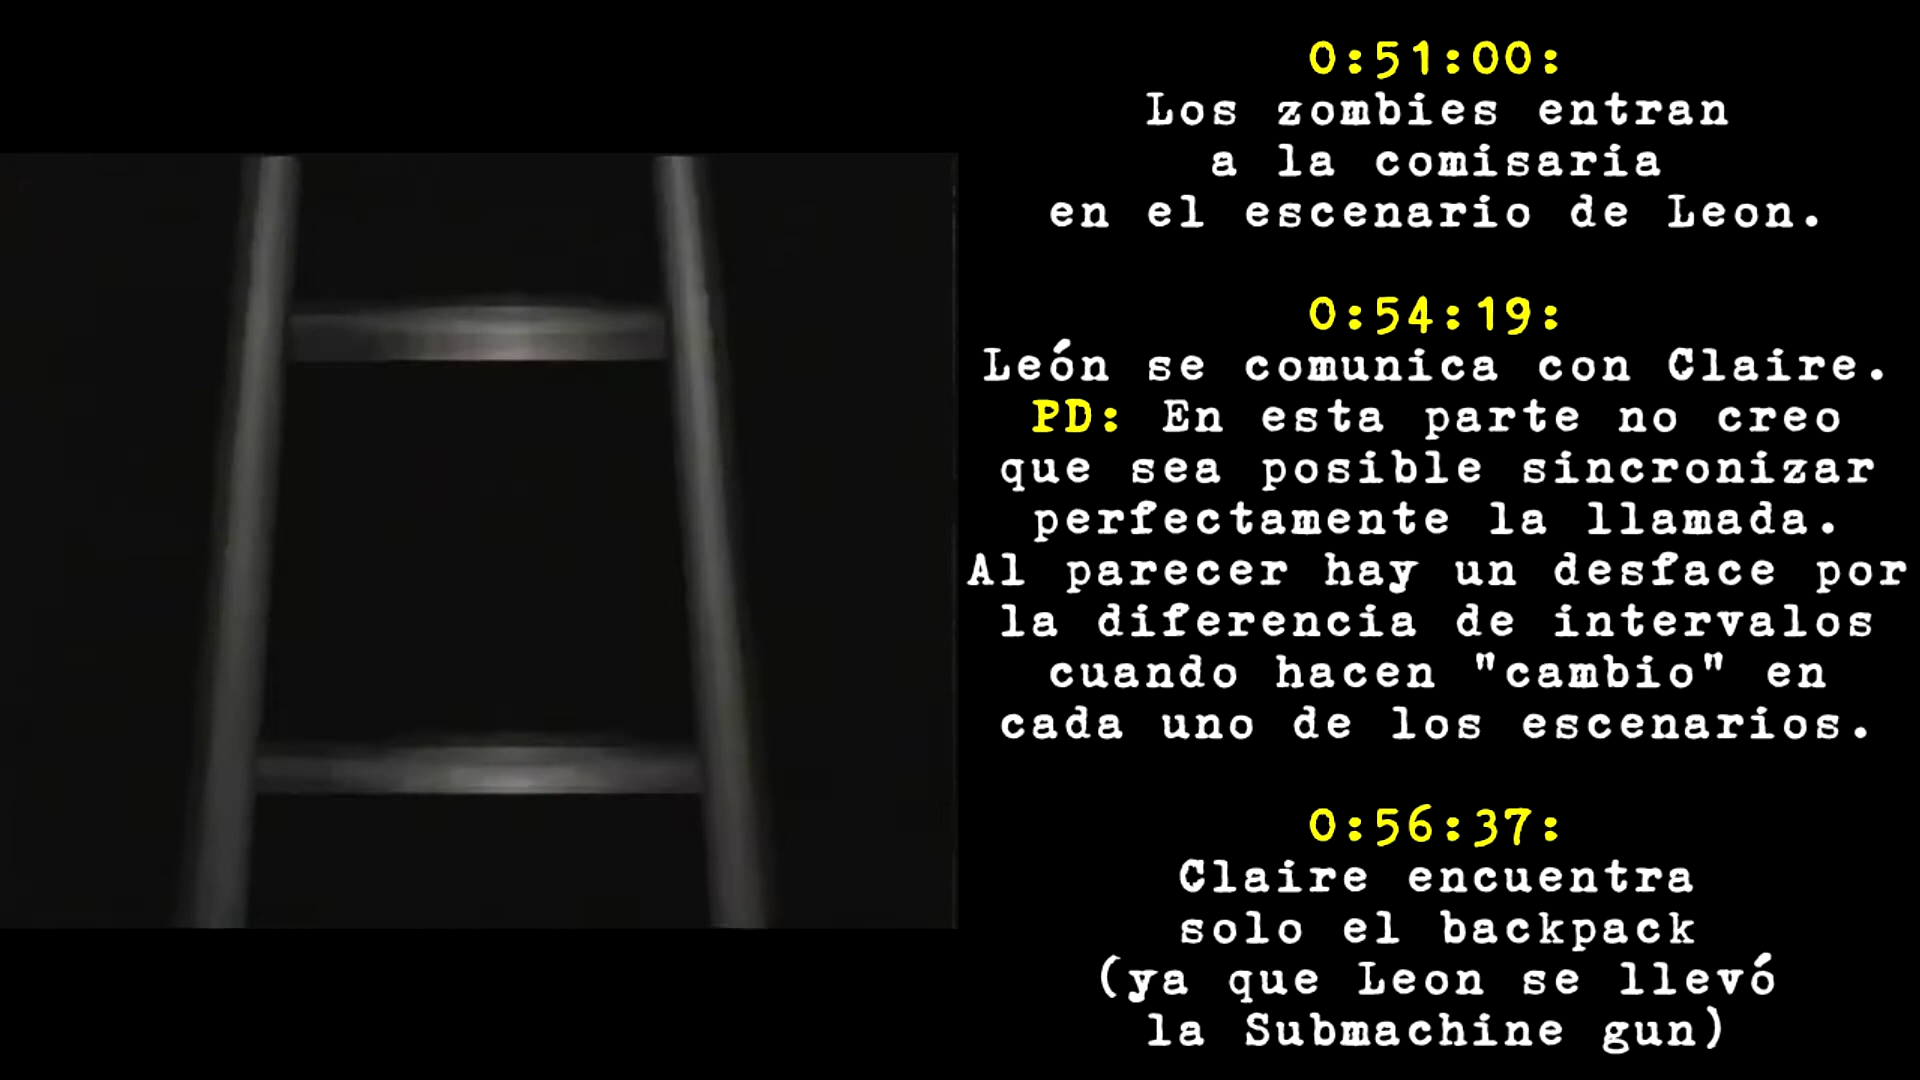 0:51:00:
Los zombies entran
a la comisaria
en el escenario de Leon.
0:54:19:
León se comunica con Claire.
PD: En esta parte no creo
que sea posible sincronizar
perfectamente la llamada.
Al parecer hay un desface por
la diferencia de intervalos
cuando hacen "cambio" en
cada uno de los escenarios.
0:56:37:
Claire encuentra
solo el backpack
(ya que Leon se llevó
la Submachine gun)